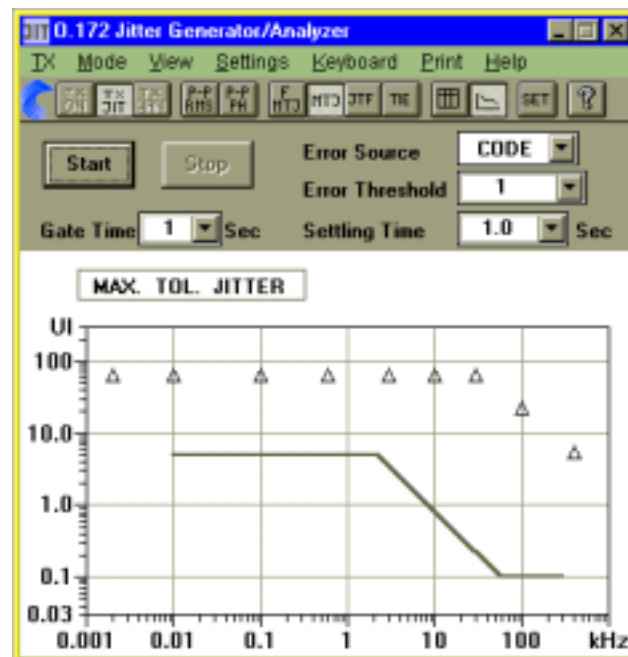 JIT O.172 Jitter Generator/Analyzer
TX Mode View Settings Keyboard Print Help
TX JIT P-P RMS P-P PH F MTJ MTJ JTF TIE SET ?
Start Stop Error Source CODE
Error Threshold 1
Gate Time 1 Sec Settling Time 1.0 Sec
MAX. TOL. JITTER
UI
100
10.0
1.0
0.1
0.03
0.001 0.01 0.1 1 10 100 kHz